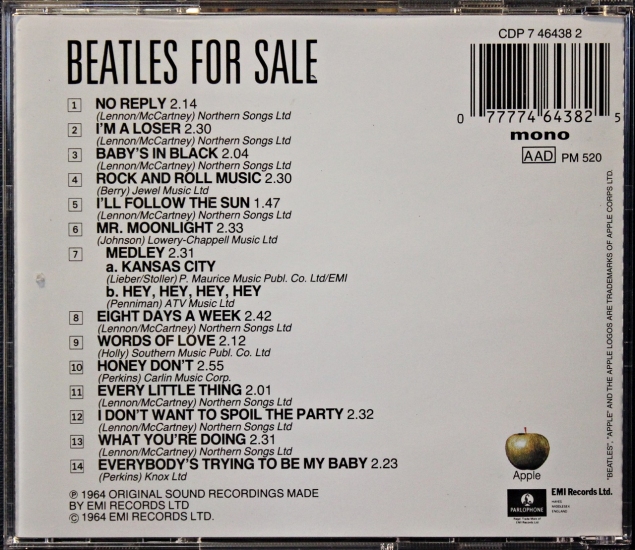 BEATLES FOR SALE
CDP 7 46438 2
0 77774 64382 5
mono
AAD PM 520
1 NO REPLY 2.14
(Lennon/McCartney) Northern Songs Ltd
2 I'M A LOSER 2.30
(Lennon/McCartney) Northern Songs Ltd
3 BABY'S IN BLACK 2.04
(Lennon/McCartney) Northern Songs Ltd
4 ROCK AND ROLL MUSIC 2.30
(Berry) Jewel Music Ltd
5 I'LL FOLLOW THE SUN 1.47
(Lennon/McCartney) Northern Songs Ltd
6 MR. MOONLIGHT 2.33
(Johnson) Lowery-Chappell Music Ltd
7 MEDLEY 2.31
a. KANSAS CITY
(Lieber/Stoller) P. Maurice Music Publ. Co. Ltd/EMI
b. HEY, HEY, HEY, HEY
(Penniman) ATV Music Ltd
8 EIGHT DAYS A WEEK 2.42
(Lennon/McCartney) Northern Songs Ltd
9 WORDS OF LOVE 2.12
(Holly) Southern Music Publ. Co. Ltd
10 HONEY DON'T 2.55
(Perkins) Carlin Music Corp.
11 EVERY LITTLE THING 2.01
(Lennon/McCartney) Northern Songs Ltd
12 I DON'T WANT TO SPOIL THE PARTY 2.32
(Lennon/McCartney) Northern Songs Ltd
13 WHAT YOU'RE DOING 2.31
(Lennon/McCartney) Northern Songs Ltd
14 EVERYBODY'S TRYING TO BE MY BABY 2.23
(Perkins) Knox Ltd
℗ 1964 ORIGINAL SOUND RECORDINGS MADE
BY EMI RECORDS LTD
© 1964 EMI RECORDS LTD.
Apple
PARLOPHONE
EMI Records Ltd.
HAYES
MIDDLESEX
ENGLAND
"BEATLES", "APPLE" AND THE APPLE LOGOS ARE TRADEMARKS OF APPLE CORPS LTD.